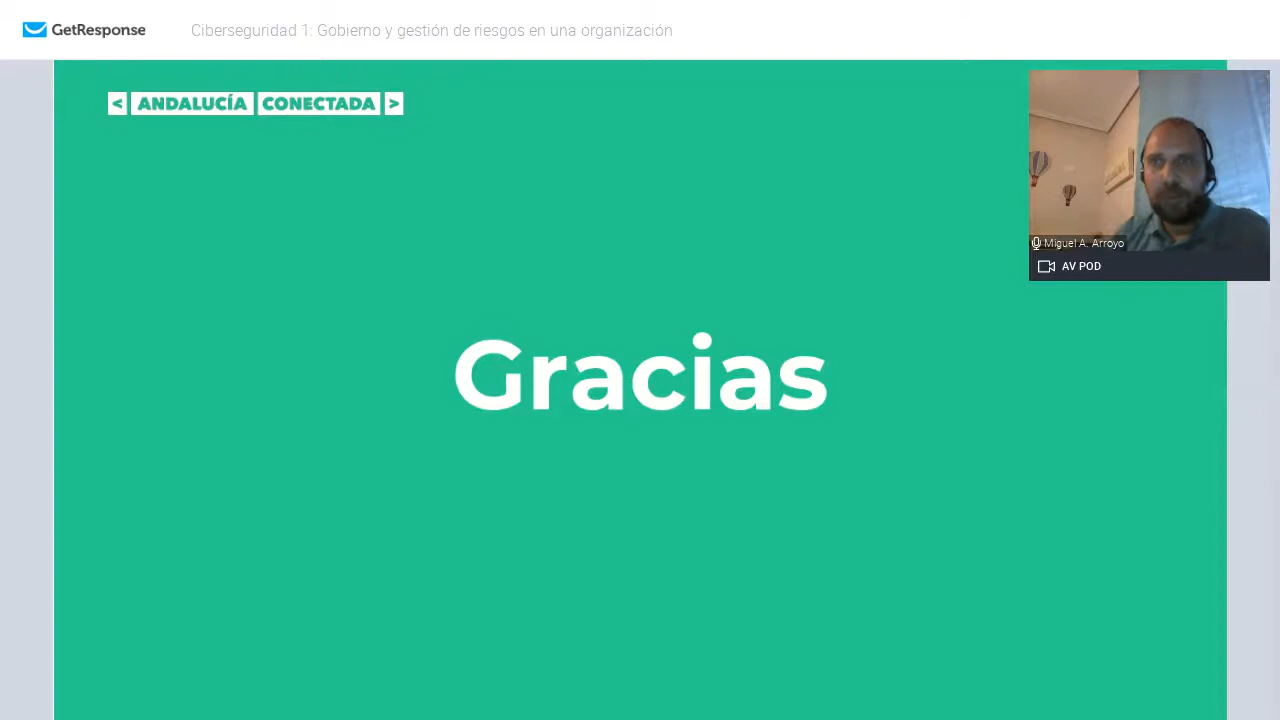 GetResponse
Ciberseguridad 1: Gobierno y gestión de riesgos en una organización
< ANDALUCÍA CONECTADA >
Miguel A. Arroyo
AV POD
Gracias